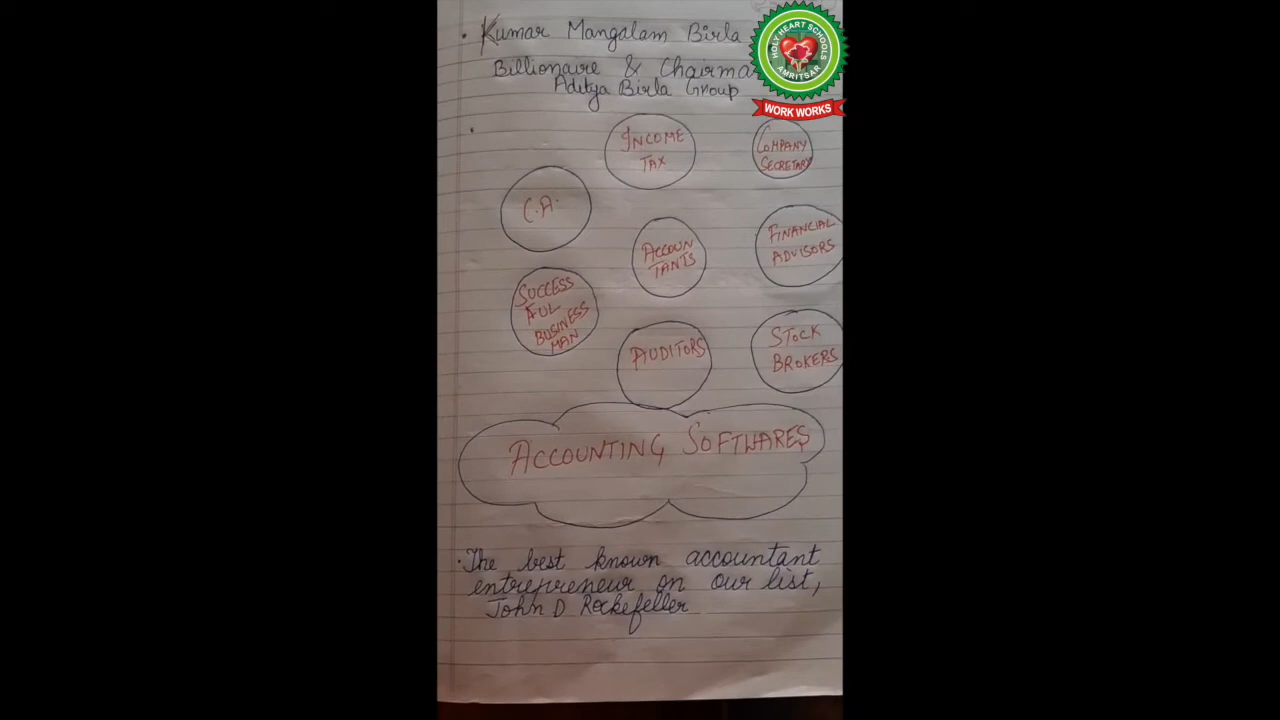 Kumar Mangalam Birla
Billionaire & Chairman
Aditya Birla Group
HOLY HEART SCHOOLS
AMRITSAR
WORK WORKS
INCOME
TAX
COMPANY
SECRETARY
C.A.
ACCOUN
TANTS
FINANCIAL
ADVISORS
SUCCESS
FUL
BUSINESS
MAN
AUDITORS
STOCK
BROKERS
ACCOUNTING SOFTWARES
The best known accountant
entrepreneur on our list,
John D Rockefeller